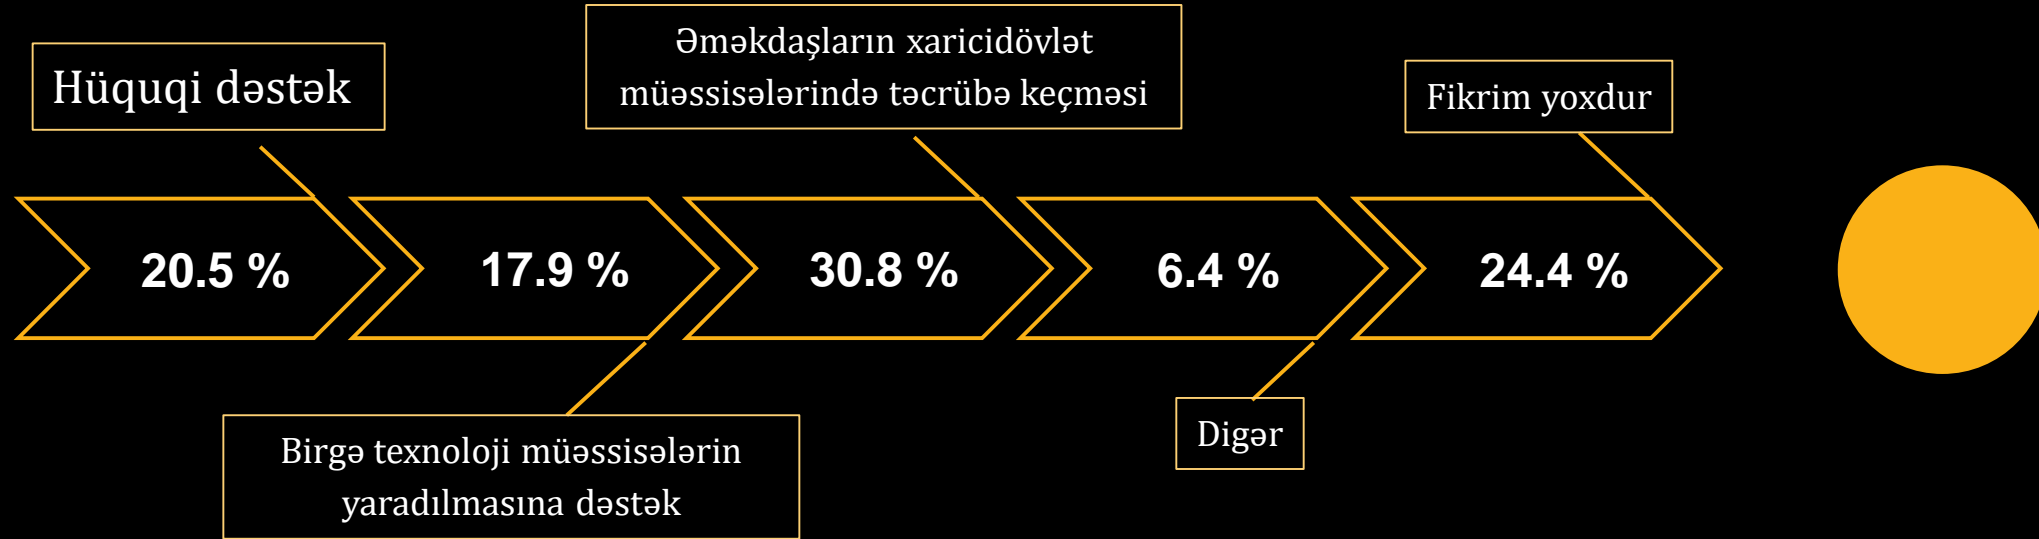 Hüquqi dəstək
Əməkdaşların xaricidövlət
müəssisələrində təcrübə keçməsi
Fikrim yoxdur
20.5 %
17.9 %
30.8 %
6.4 %
24.4 %
Birgə texnoloji müəssisələrin
yaradılmasına dəstək
Digər